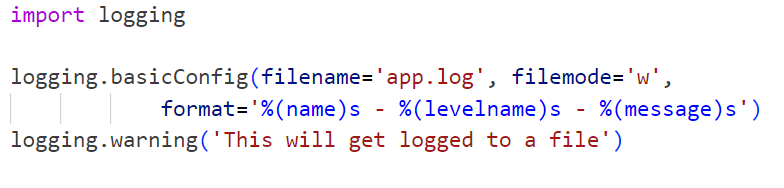 import logging
logging.basicConfig(filename='app.log', filemode='w',
format='%(name)s - %(levelname)s - %(message)s')
logging.warning('This will get logged to a file')